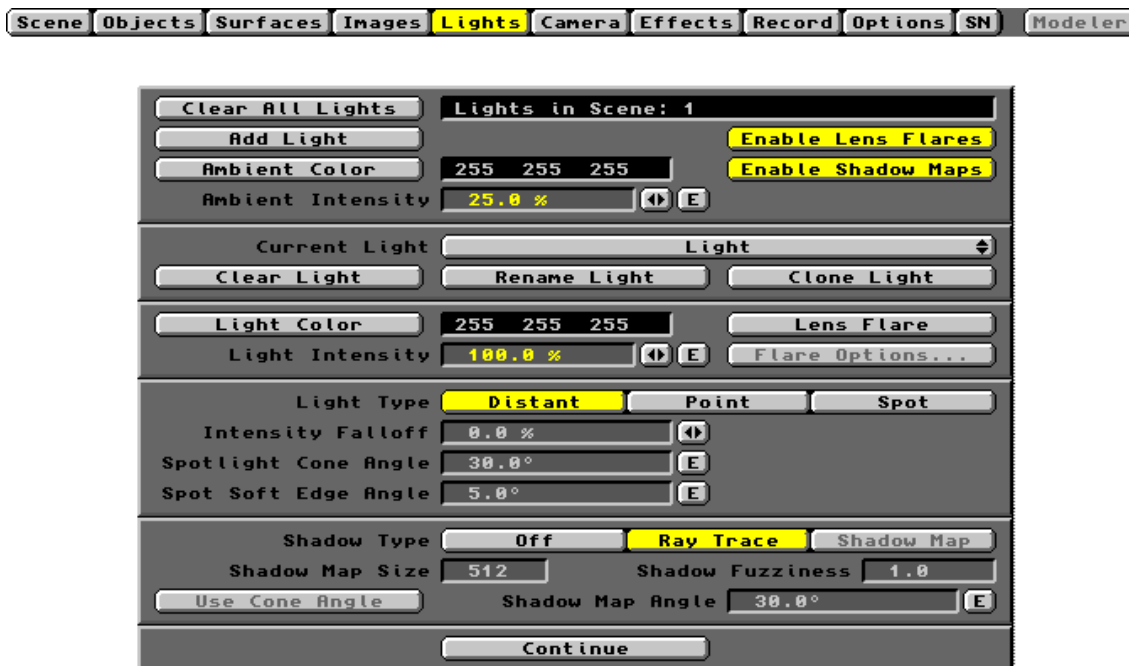 Scene Objects Surfaces Images Lights Camera Effects Record Options SN Modeler
Clear All Lights Lights in Scene: 1
Add Light Enable Lens Flares
Ambient Color 255 255 255 Enable Shadow Maps
Ambient Intensity 25.0 % E
Current Light Light
Clear Light Rename Light Clone Light
Light Color 255 255 255 Lens Flare
Light Intensity 100.0 % E Flare Options...
Light Type Distant Point Spot
Intensity Falloff 0.0 %
Spotlight Cone Angle 30.0° E
Spot Soft Edge Angle 5.0° E
Shadow Type Off Ray Trace Shadow Map
Shadow Map Size 512 Shadow Fuzziness 1.0
Use Cone Angle Shadow Map Angle 30.0° E
Continue